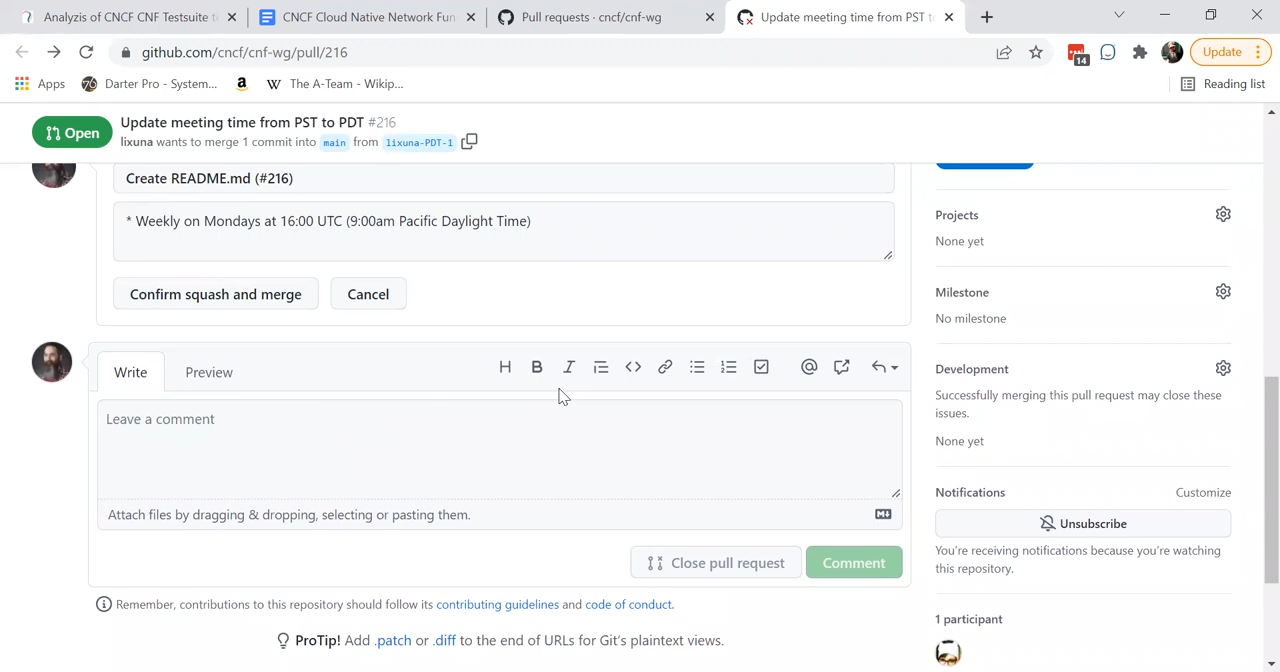 Analyzis of CNCF CNF Testsuite t
CNCF Cloud Native Network Fun
Pull requests · cncf/cnf-wg
Update meeting time from PST t
github.com/cncf/cnf-wg/pull/216
14
Update
Apps
76
Darter Pro - System...
a
W
The A-Team - Wikip...
Reading list
Open
Update meeting time from PST to PDT #216
lixuna wants to merge 1 commit into main from lixuna-PDT-1
Create README.md (#216)
* Weekly on Mondays at 16:00 UTC (9:00am Pacific Daylight Time)
Confirm squash and merge
Cancel
Write
Preview
H B I
Leave a comment
Attach files by dragging & dropping, selecting or pasting them.
Close pull request
Comment
Remember, contributions to this repository should follow its contributing guidelines and code of conduct.
ProTip! Add .patch or .diff to the end of URLs for Git's plaintext views.
Projects
None yet
Milestone
No milestone
Development
Successfully merging this pull request may close these
issues.
None yet
Notifications
Customize
Unsubscribe
You're receiving notifications because you're watching
this repository.
1 participant